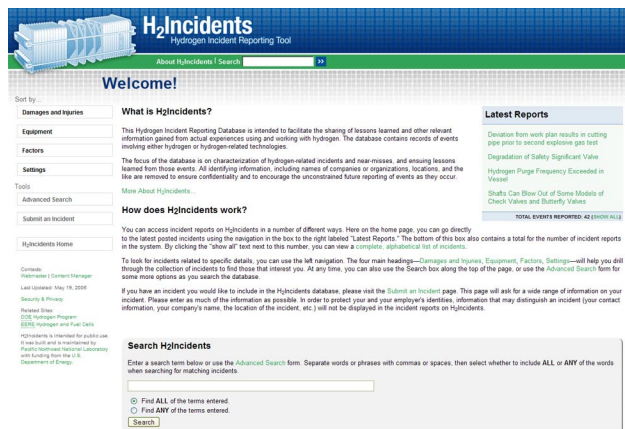 H2Incidents
Hydrogen Incident Reporting Tool
About H2Incidents | Search
Welcome!
Sort by...
Damages and Injuries
Equipment
Factors
Settings
Tools
Advanced Search
Submit an Incident
H2Incidents Home
Contacts:
Webmaster | Content Manager
Last Updated: May 19, 2006
Security & Privacy
Related Sites:
DOE Hydrogen Program
EERE Hydrogen and Fuel Cells
H2Incidents is intended for public use.
It was built and is maintained by
Pacific Northwest National Laboratory
with funding from the U.S.
Department of Energy.
What is H2Incidents?
This Hydrogen Incident Reporting Database is intended to facilitate the sharing of lessons learned and other relevant
information gained from actual experiences using and working with hydrogen. The database contains records of events
involving either hydrogen or hydrogen-related technologies.
The focus of the database is on characterization of hydrogen-related incidents and near-misses, and ensuing lessons
learned from those events. All identifying information, including names of companies or organizations, locations, and the
like are removed to ensure confidentiality and to encourage the unconstrained future reporting of events as they occur.
More About H2Incidents...
How does H2Incidents work?
You can access incident reports on H2Incidents in a number of different ways. Here on the home page, you can go directly
to the latest posted incidents using the navigation in the box to the right labeled "Latest Reports." The bottom of this box also contains a total for the number of incident reports
in the system. By clicking the "show all" text next to this number, you can view a complete, alphabetical list of incidents.
To look for incidents related to specific details, you can use the left navigation. The four main headings—Damages and Injuries, Equipment, Factors, Settings—will help you drill
through the collection of incidents to find those that interest you. At any time, you can also use the Search box along the top of the page, or use the Advanced Search form for
some more options as you search the database.
If you have an incident you would like to include in the H2Incidents database, please visit the Submit an Incident page. This page will ask for a wide range of information on your
incident. Please enter as much of the information as possible. In order to protect your and your employer's identities, information that may distinguish an incident (your contact
information, your company's name, the location of the incident, etc.) will not be displayed in the incident reports on H2Incidents.
Latest Reports
Deviation from work plan results in cutting
pipe prior to second explosive gas test
Degradation of Safety Significant Valve
Hydrogen Purge Frequency Exceeded in
Vessel
Shafts Can Blow Out of Some Models of
Check Valves and Butterfly Valves
TOTAL EVENTS REPORTED: 42 (SHOW ALL)
Search H2Incidents
Enter a search term below or use the Advanced Search form. Separate words or phrases with commas or spaces, then select whether to include ALL or ANY of the words
when searching for matching incidents.
Find ALL of the terms entered.
Find ANY of the terms entered.
Search